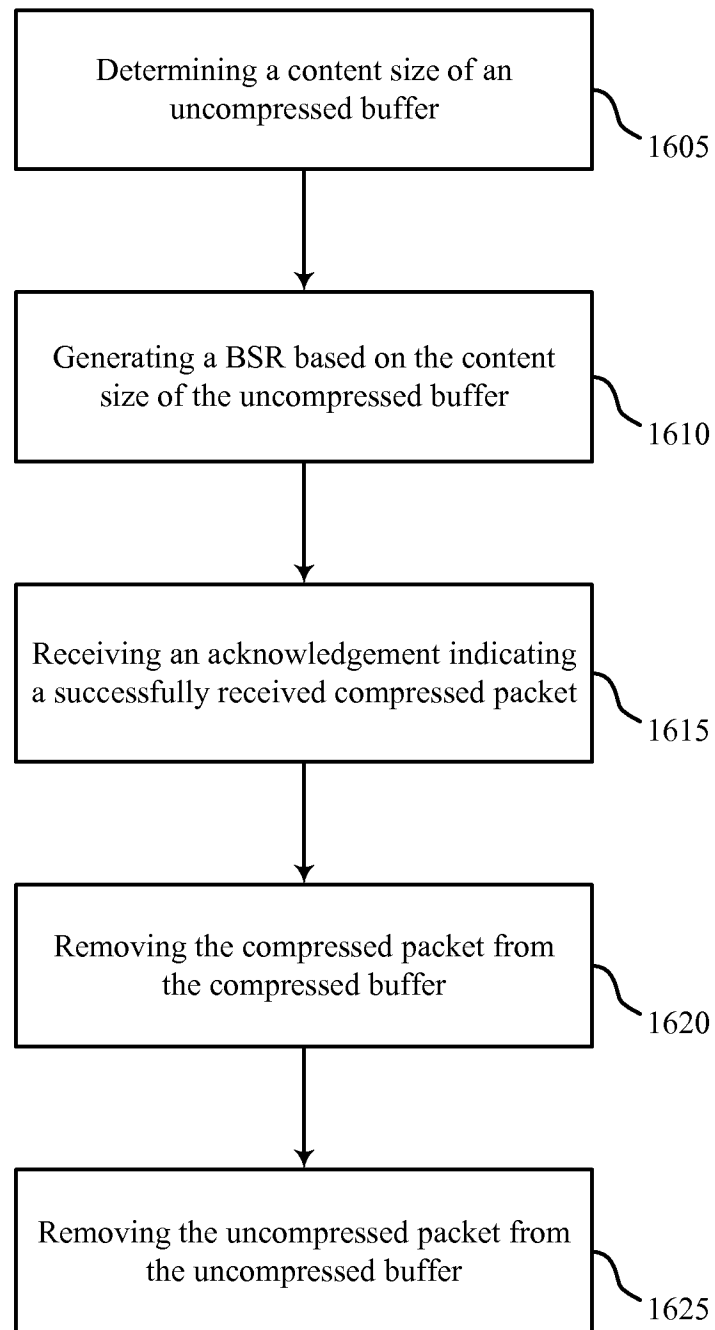 Determining a content size of an
uncompressed buffer
1605
Generating a BSR based on the content
size of the uncompressed buffer
1610
Receiving an acknowledgement indicating
a successfully received compressed packet
1615
Removing the compressed packet from
the compressed buffer
1620
Removing the uncompressed packet from
the uncompressed buffer
1625